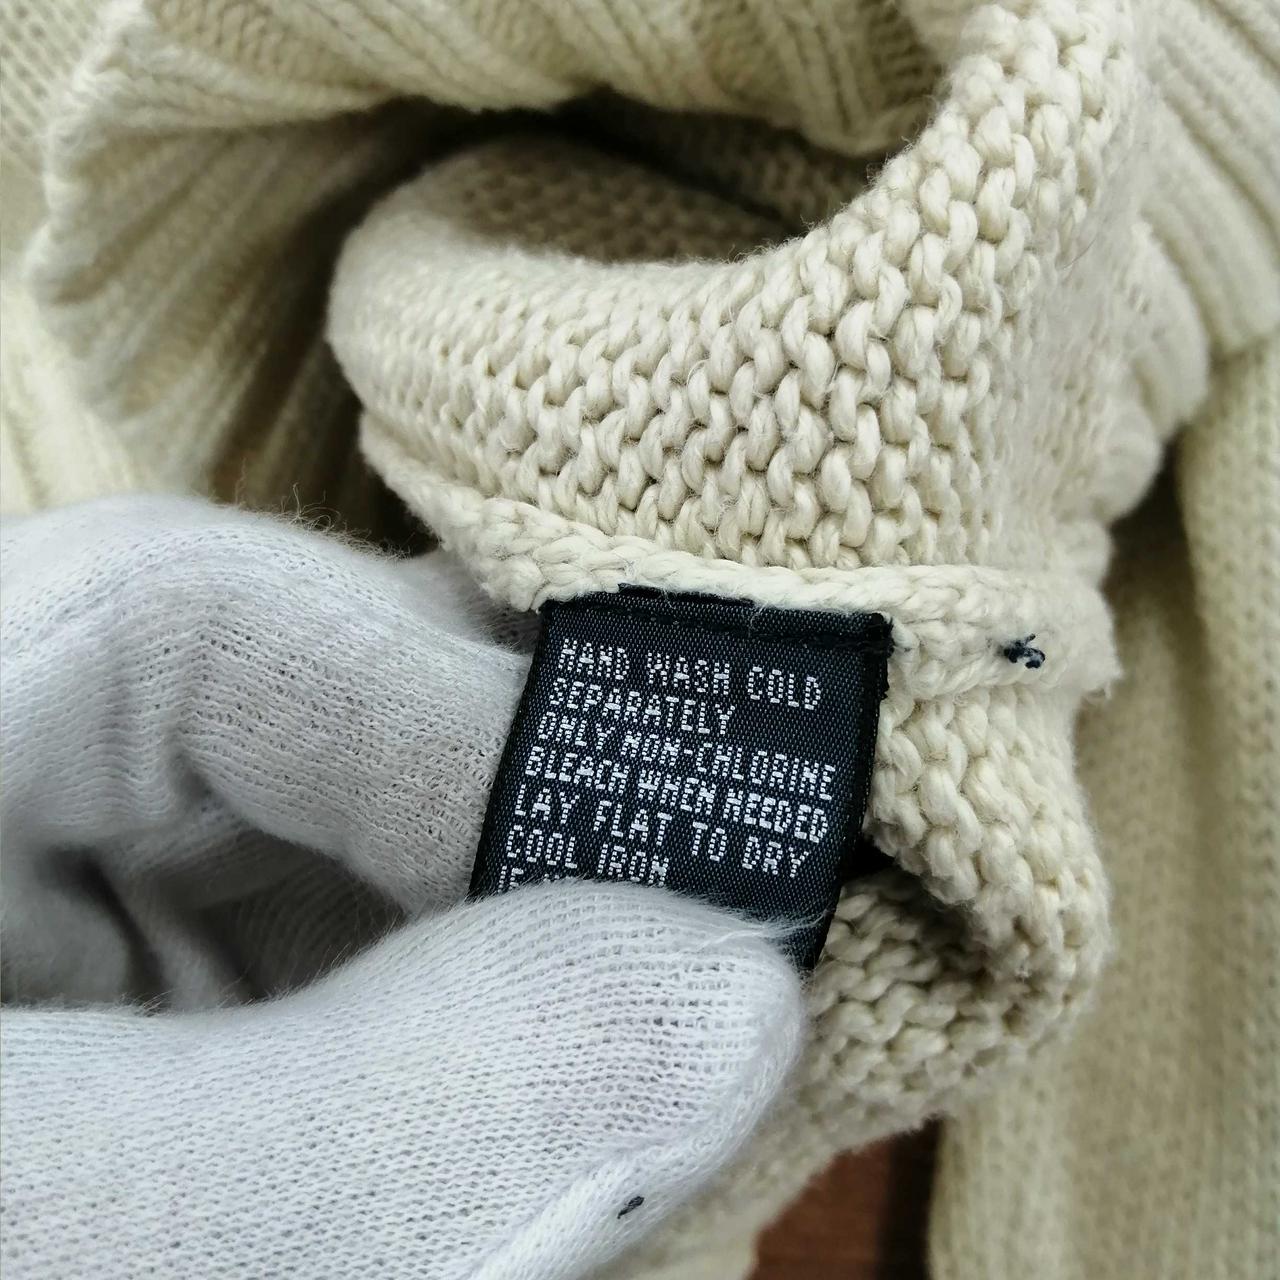 HAND WASH COLD
SEPARATELY
ONLY NON-CHLORINE
BLEACH WHEN NEEDED
LAY FLAT TO DRY
COOL IRON